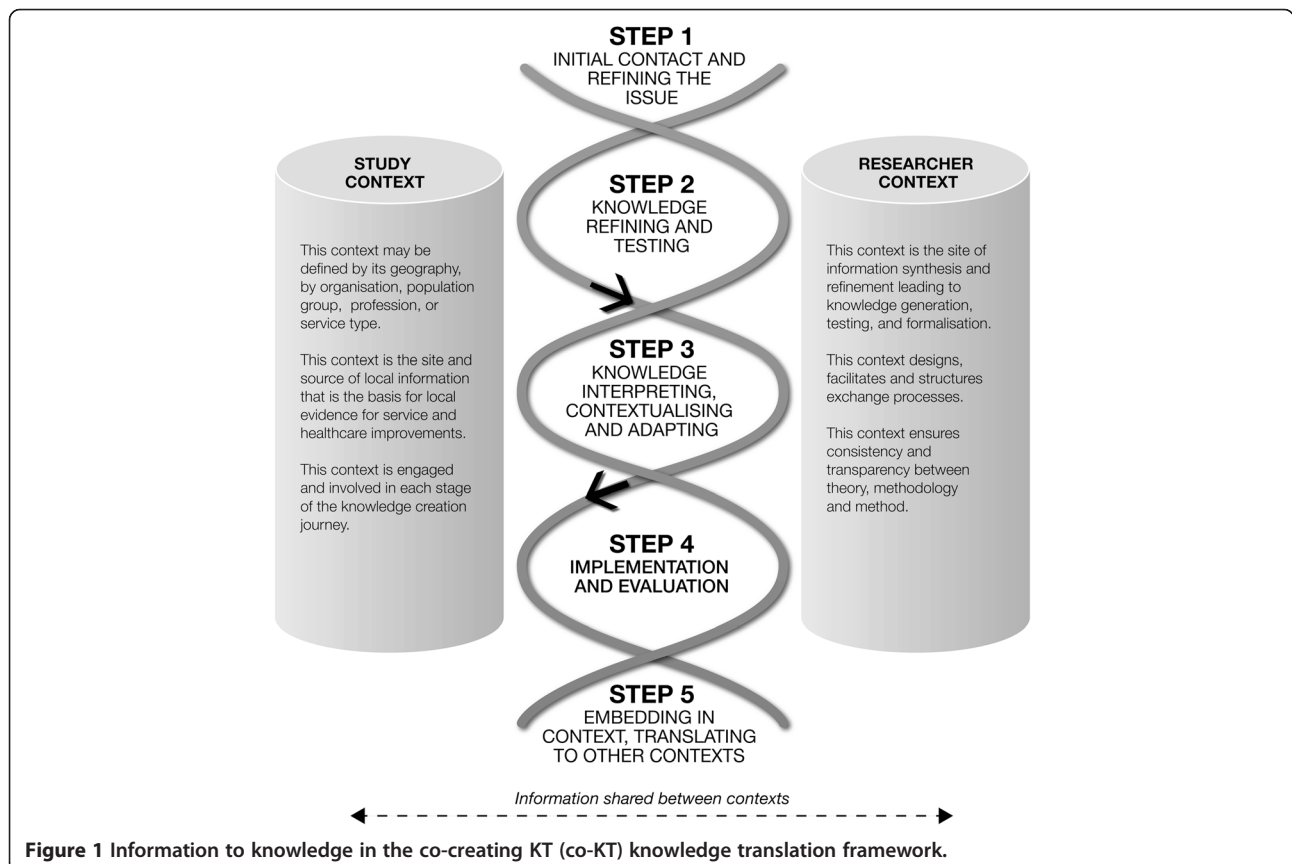 STEP 1
INITIAL CONTACT AND
REFINING THE
ISSUE
STUDY
CONTEXT
This context may be
defined by its geography,
by organisation, population
group, profession, or
service type.
This context is the site and
source of local information
that is the basis for local
evidence for service and
healthcare improvements.
This context is engaged
and involved in each stage
of the knowledge creation
journey.
STEP 2
KNOWLEDGE
REFINING AND
TESTING
STEP 3
KNOWLEDGE
INTERPRETING,
CONTEXTUALISING
AND ADAPTING
STEP 4
IMPLEMENTATION
AND EVALUATION
STEP 5
EMBEDDING IN
CONTEXT, TRANSLATING
TO OTHER CONTEXTS
RESEARCHER
CONTEXT
This context is the site of
information synthesis and
refinement leading to
knowledge generation,
testing, and formalisation.
This context designs,
facilitates and structures
exchange processes.
This context ensures
consistency and
transparency between
theory, methodology
and method.
Information shared between contexts
Figure 1 Information to knowledge in the co-creating KT (co-KT) knowledge translation framework.